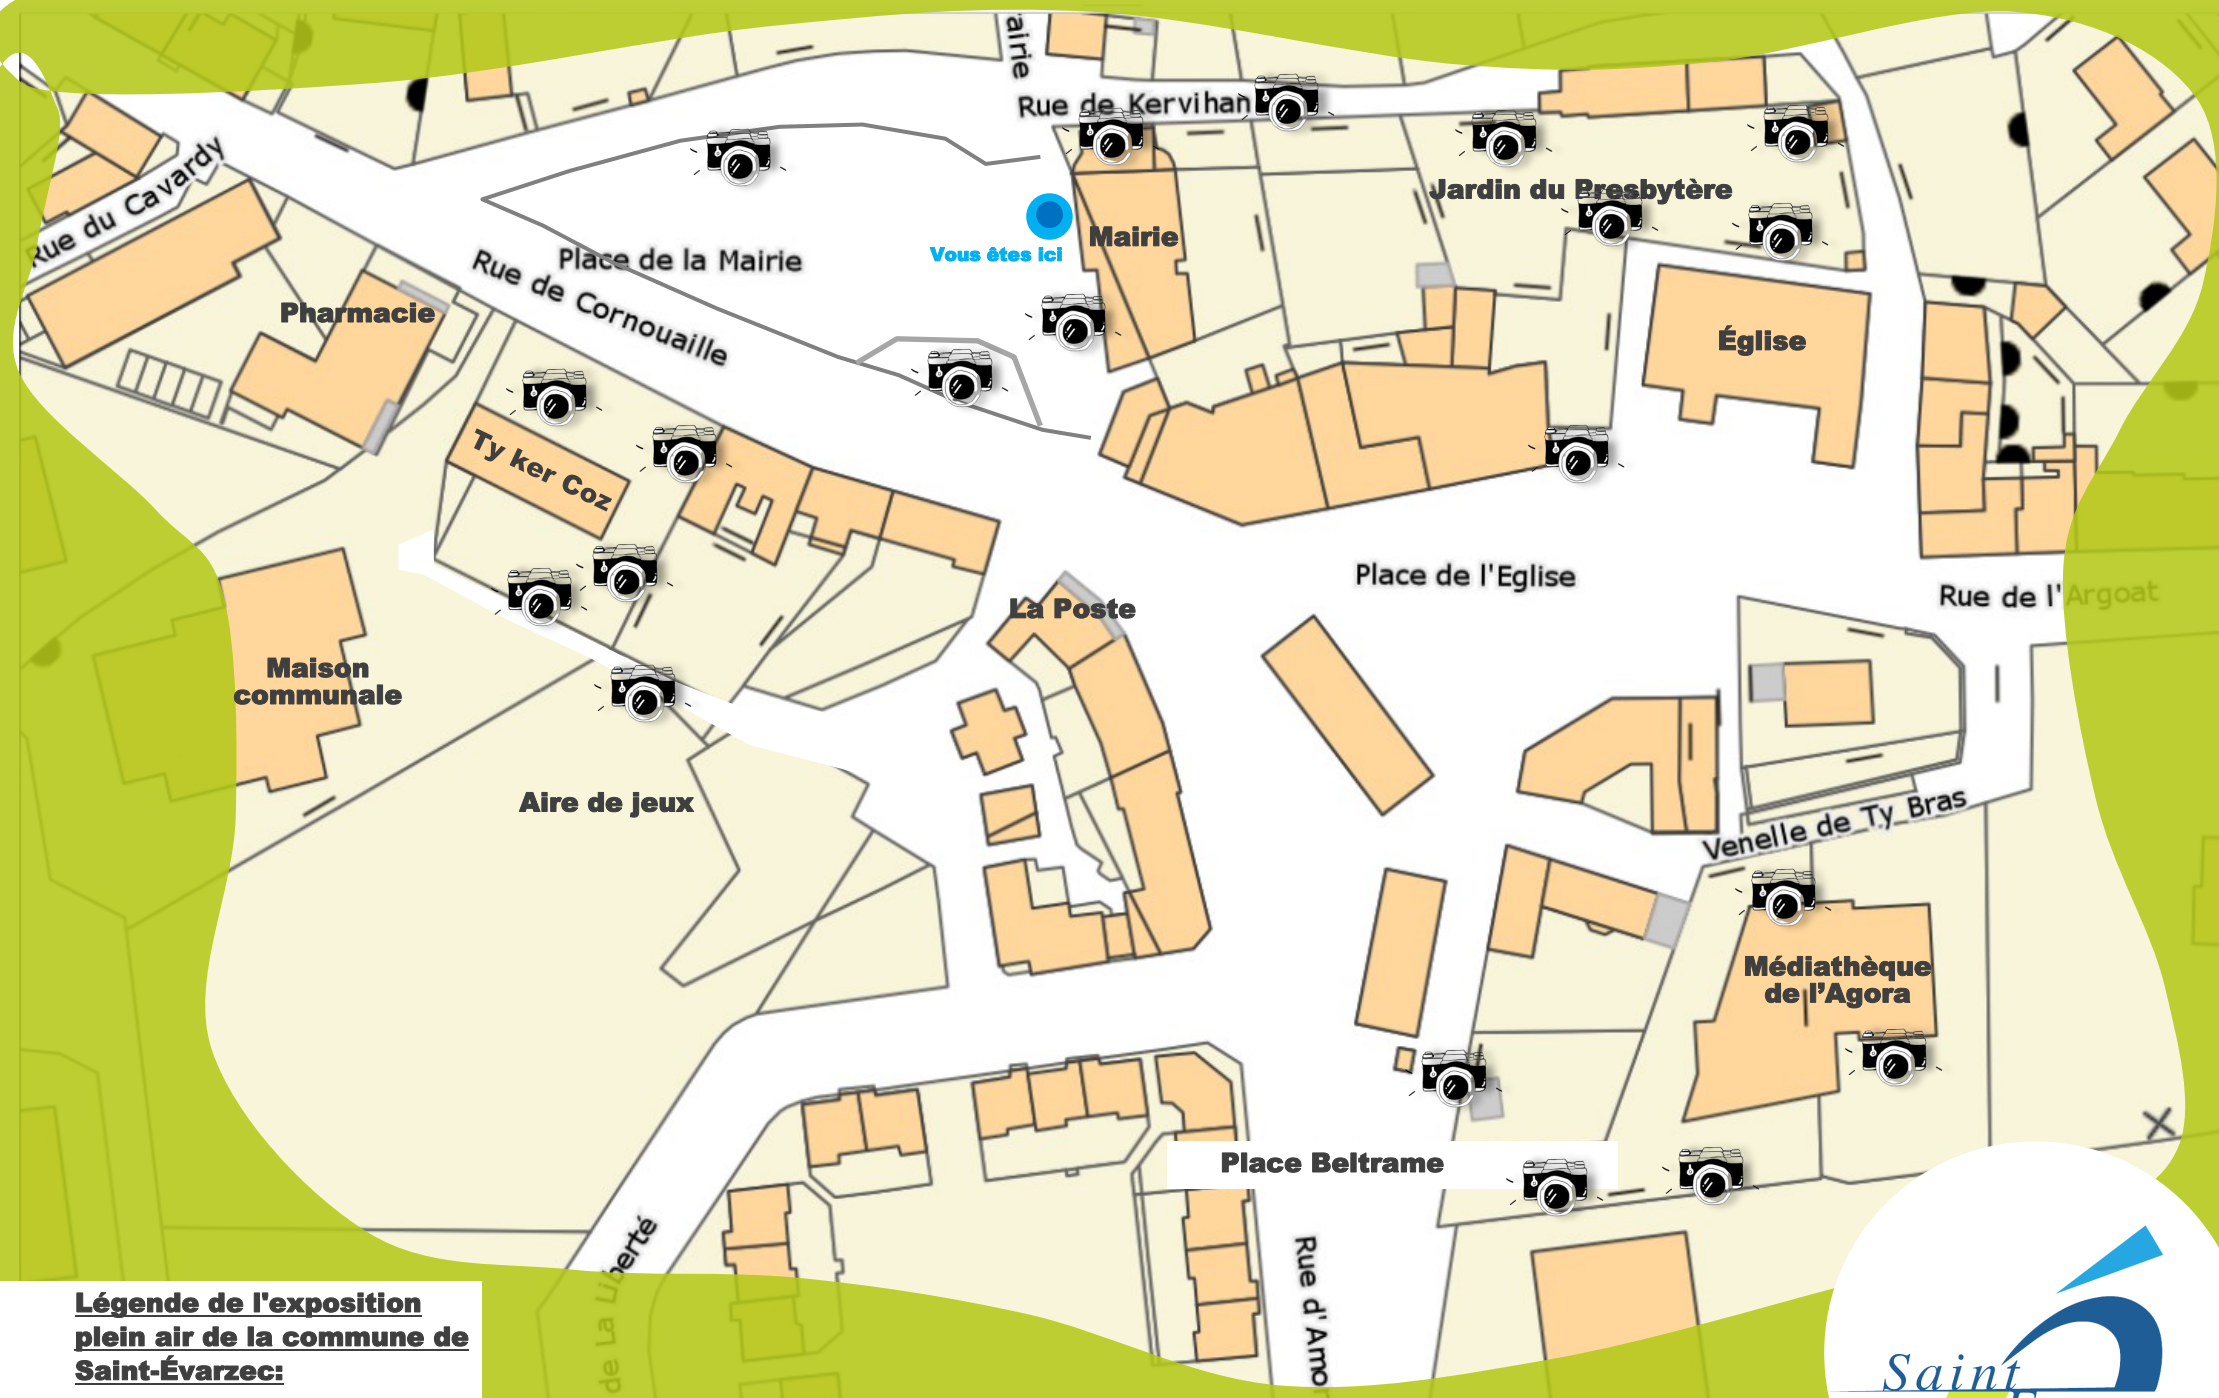 airie
Rue de Kervihan
Rue du Cavardy
Jardin du Presbytère
Mairie
Vous êtes ici
Place de la Mairie
Rue de Cornouaille
Pharmacie
Église
Ty ker Coz
Place de l'Eglise
Rue de l'Argoat
La Poste
Maison
communale
Aire de jeux
Venelle de Ty Bras
Médiathèque
de l’Agora
Place Beltrame
de La Liberté
Rue d'Amo
Légende de l'exposition
plein air de la commune de
Saint-Évarzec:
Saint